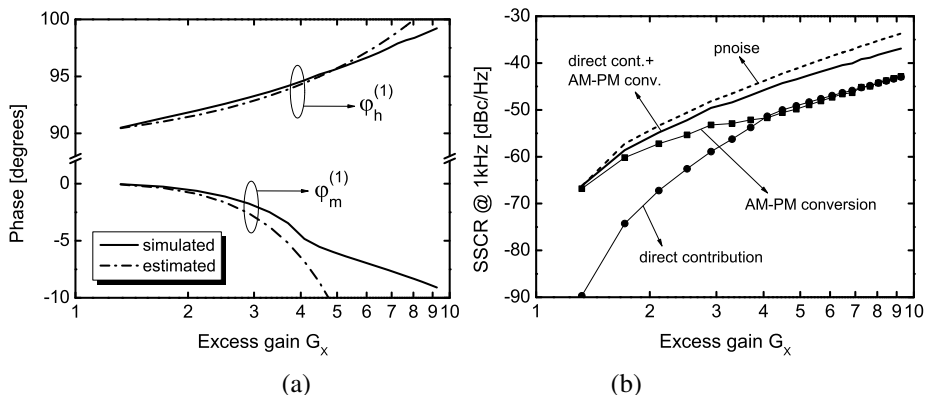 100
95
90
0
-5
-10
Phase [degrees]
φh(1)
φm(1)
simulated
estimated
1
2
3
4
5
6
7
8
9
10
Excess gain GX
(a)
-30
-40
-50
-60
-70
-80
-90
SSCR @ 1kHz [dBc/Hz]
pnoise
direct cont.+
AM-PM conv.
AM-PM conversion
direct contribution
1
2
3
4
5
6
7
8
9
10
Excess gain GX
(b)